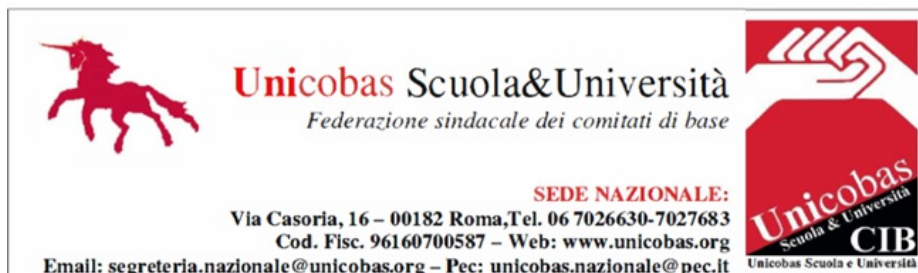 Unicobas Scuola&Università
Federazione sindacale dei comitati di base
SEDE NAZIONALE:
Via Casoria, 16 – 00182 Roma,Tel. 06 7026630-7027683
Cod. Fisc. 96160700587 – Web: www.unicobas.org
Email: segreteria.nazionale@unicobas.org – Pec: unicobas.nazionale@pec.it
Unicobas
Scuola & Università
CIB
Unicobas Scuola e Università